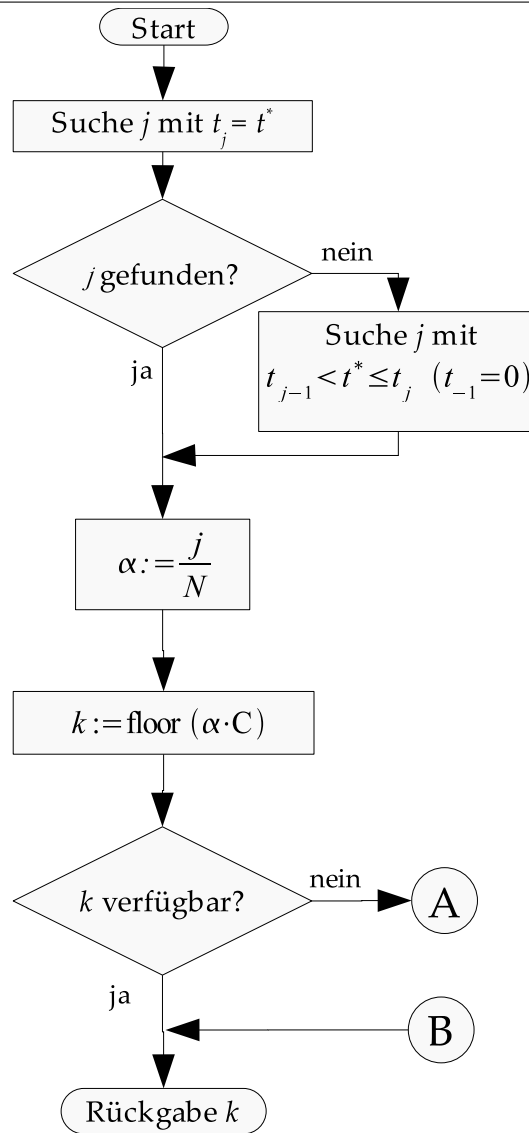 Start
Suche j mit t_j = t*
j gefunden?
nein
ja
Suche j mit
t_{j−1} < t* ≤ t_j (t_{−1}=0)
α := j/N
k := floor (α·C)
k verfügbar?
nein
A
ja
B
Rückgabe k